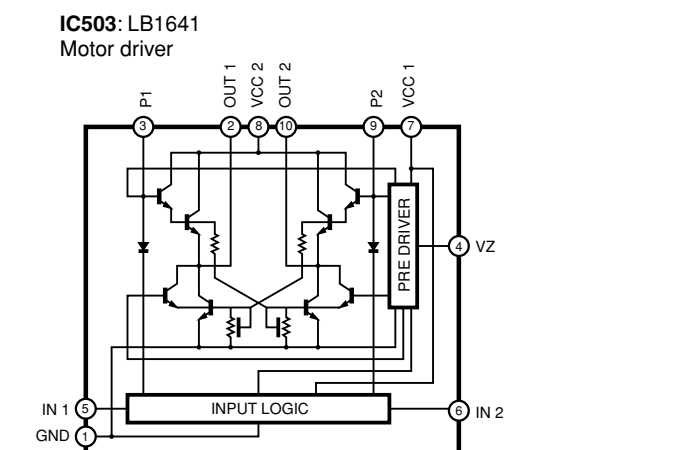 IC503: LB1641
Motor driver
P1
OUT 1
VCC 2
OUT 2
P2
VCC 1
3
2
8
10
9
7
PRE DRIVER
4 VZ
IN 1 5
INPUT LOGIC
6 IN 2
GND 1